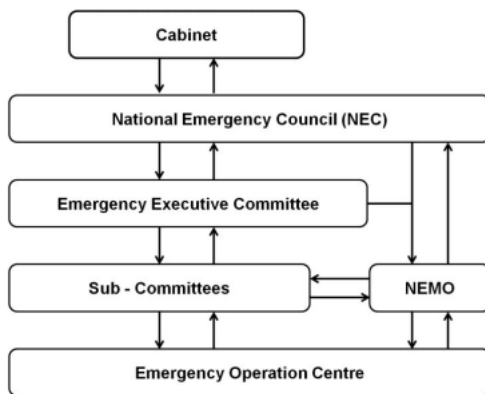 Cabinet
National Emergency Council (NEC)
Emergency Executive Committee
Sub - Committees
NEMO
Emergency Operation Centre